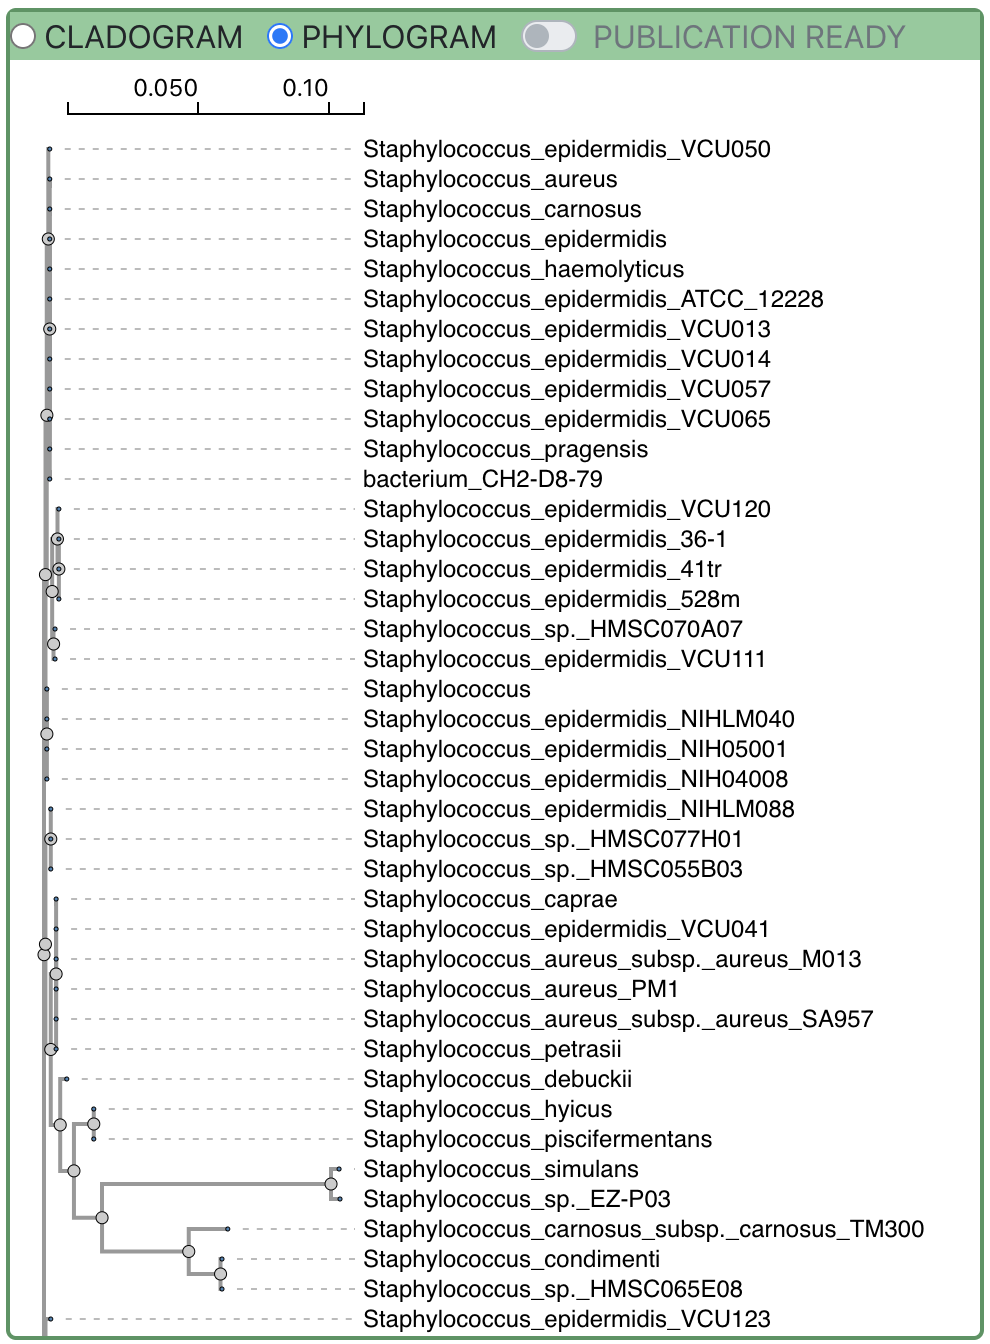 CLADOGRAM PHYLOGRAM PUBLICATION READY
0.050 0.10
Staphylococcus_epidermidis_VCU050
Staphylococcus_aureus
Staphylococcus_carnosus
Staphylococcus_epidermidis
Staphylococcus_haemolyticus
Staphylococcus_epidermidis_ATCC_12228
Staphylococcus_epidermidis_VCU013
Staphylococcus_epidermidis_VCU014
Staphylococcus_epidermidis_VCU057
Staphylococcus_epidermidis_VCU065
Staphylococcus_pragensis
bacterium_CH2-D8-79
Staphylococcus_epidermidis_VCU120
Staphylococcus_epidermidis_36-1
Staphylococcus_epidermidis_41tr
Staphylococcus_epidermidis_528m
Staphylococcus_sp._HMSC070A07
Staphylococcus_epidermidis_VCU111
Staphylococcus
Staphylococcus_epidermidis_NIHLM040
Staphylococcus_epidermidis_NIH05001
Staphylococcus_epidermidis_NIH04008
Staphylococcus_epidermidis_NIHLM088
Staphylococcus_sp._HMSC077H01
Staphylococcus_sp._HMSC055B03
Staphylococcus_caprae
Staphylococcus_epidermidis_VCU041
Staphylococcus_aureus_subsp._aureus_M013
Staphylococcus_aureus_PM1
Staphylococcus_aureus_subsp._aureus_SA957
Staphylococcus_petrasii
Staphylococcus_debuckii
Staphylococcus_hyicus
Staphylococcus_piscifermentans
Staphylococcus_simulans
Staphylococcus_sp._EZ-P03
Staphylococcus_carnosus_subsp._carnosus_TM300
Staphylococcus_condimenti
Staphylococcus_sp._HMSC065E08
Staphylococcus_epidermidis_VCU123